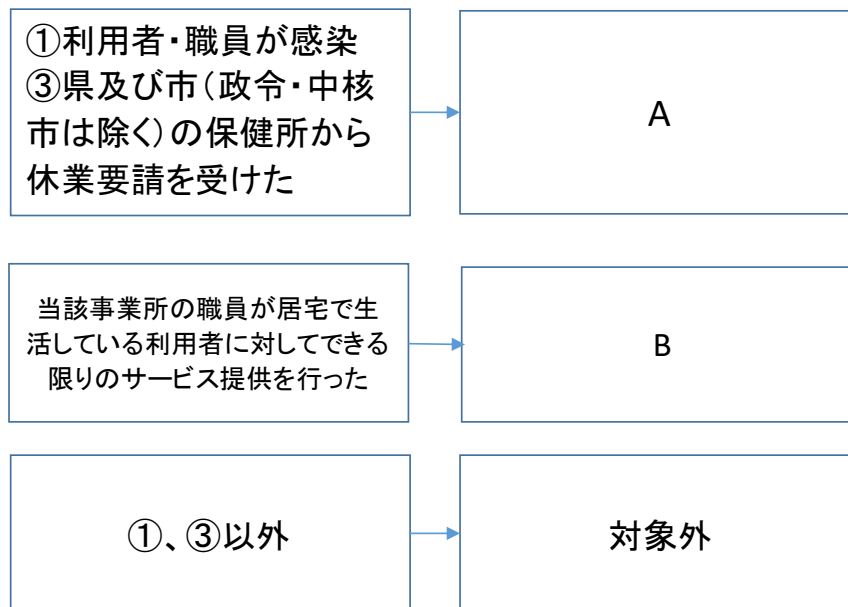 ①利用者・職員が感染
③県及び市（政令・中核
市は除く）の保健所から
休業要請を受けた
A
当該事業所の職員が居宅で生
活している利用者に対してできる
限りのサービス提供を行った
B
①、③以外
対象外